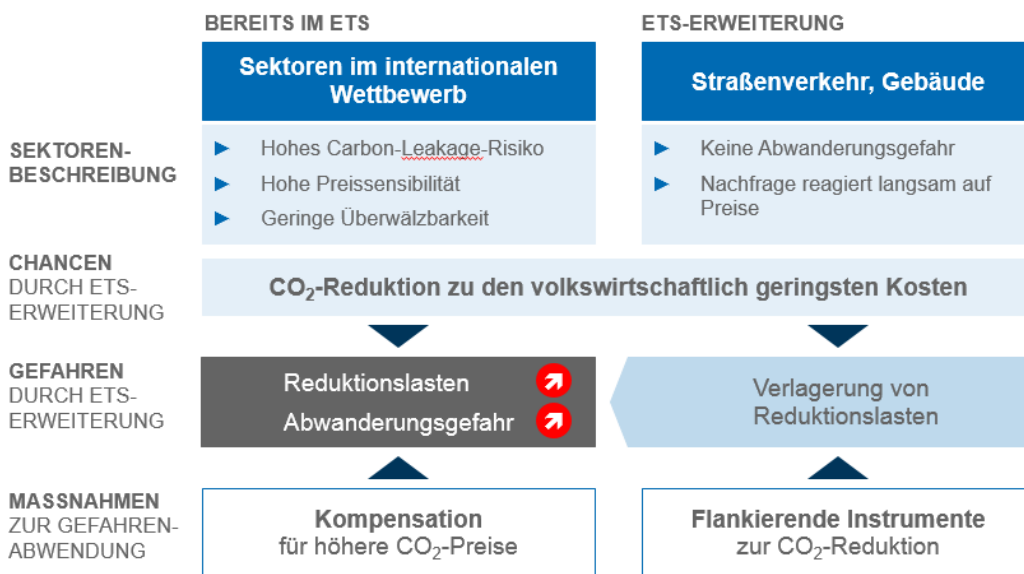 BEREITS IM ETS
ETS-ERWEITERUNG
Sektoren im internationalen
Wettbewerb
Straßenverkehr, Gebäude
SEKTOREN-
BESCHREIBUNG
► Hohes Carbon-Leakage-Risiko
► Hohe Preissensibilität
► Geringe Überwälzbarkeit
► Keine Abwanderungsgefahr
► Nachfrage reagiert langsam auf
Preise
CHANCEN
DURCH ETS-
ERWEITERUNG
CO₂-Reduktion zu den volkswirtschaftlich geringsten Kosten
GEFAHREN
DURCH ETS-
ERWEITERUNG
Reduktionslasten
Abwanderungsgefahr
Verlagerung von
Reduktionslasten
MASSNAHMEN
ZUR GEFAHREN-
ABWENDUNG
Kompensation
für höhere CO₂-Preise
Flankierende Instrumente
zur CO₂-Reduktion